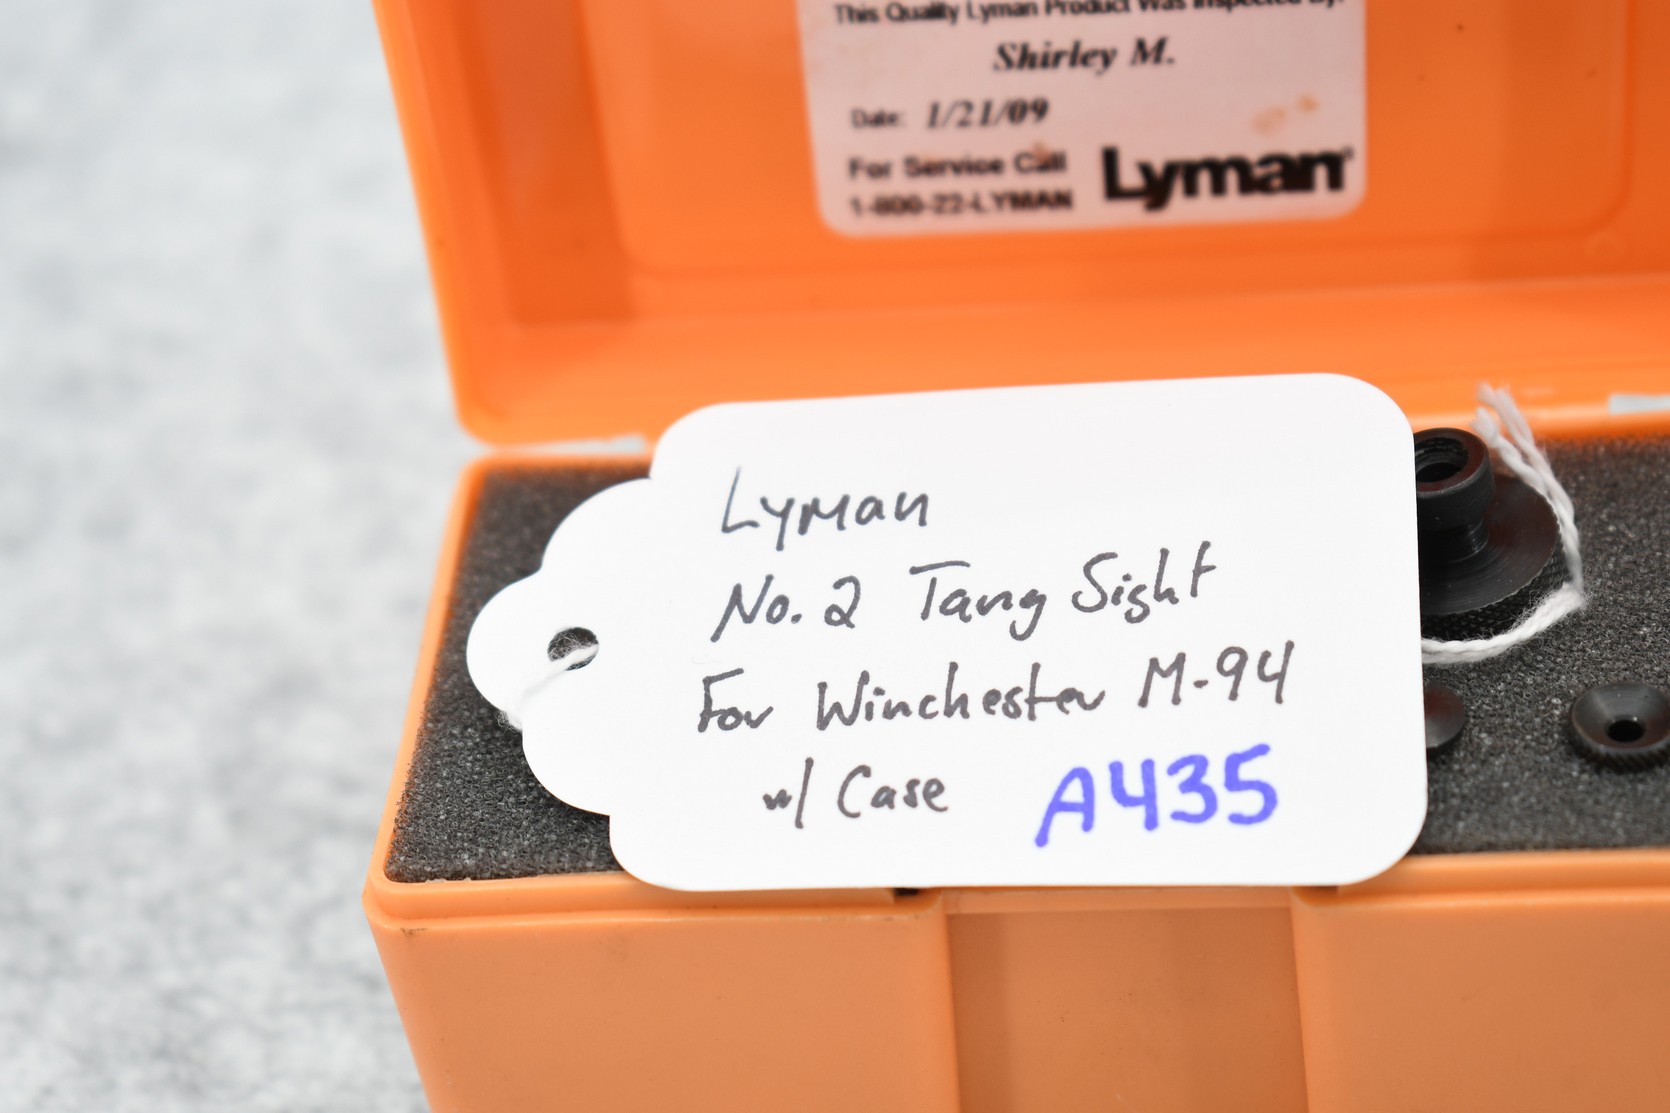 This Quality Lyman Product Was Inspected By:
Shirley M.
Date: 1/21/09
For Service Call
1-800-22-LYMAN
Lyman
Lyman
No. 2 Tang Sight
For Winchester M-94
w/ Case A435